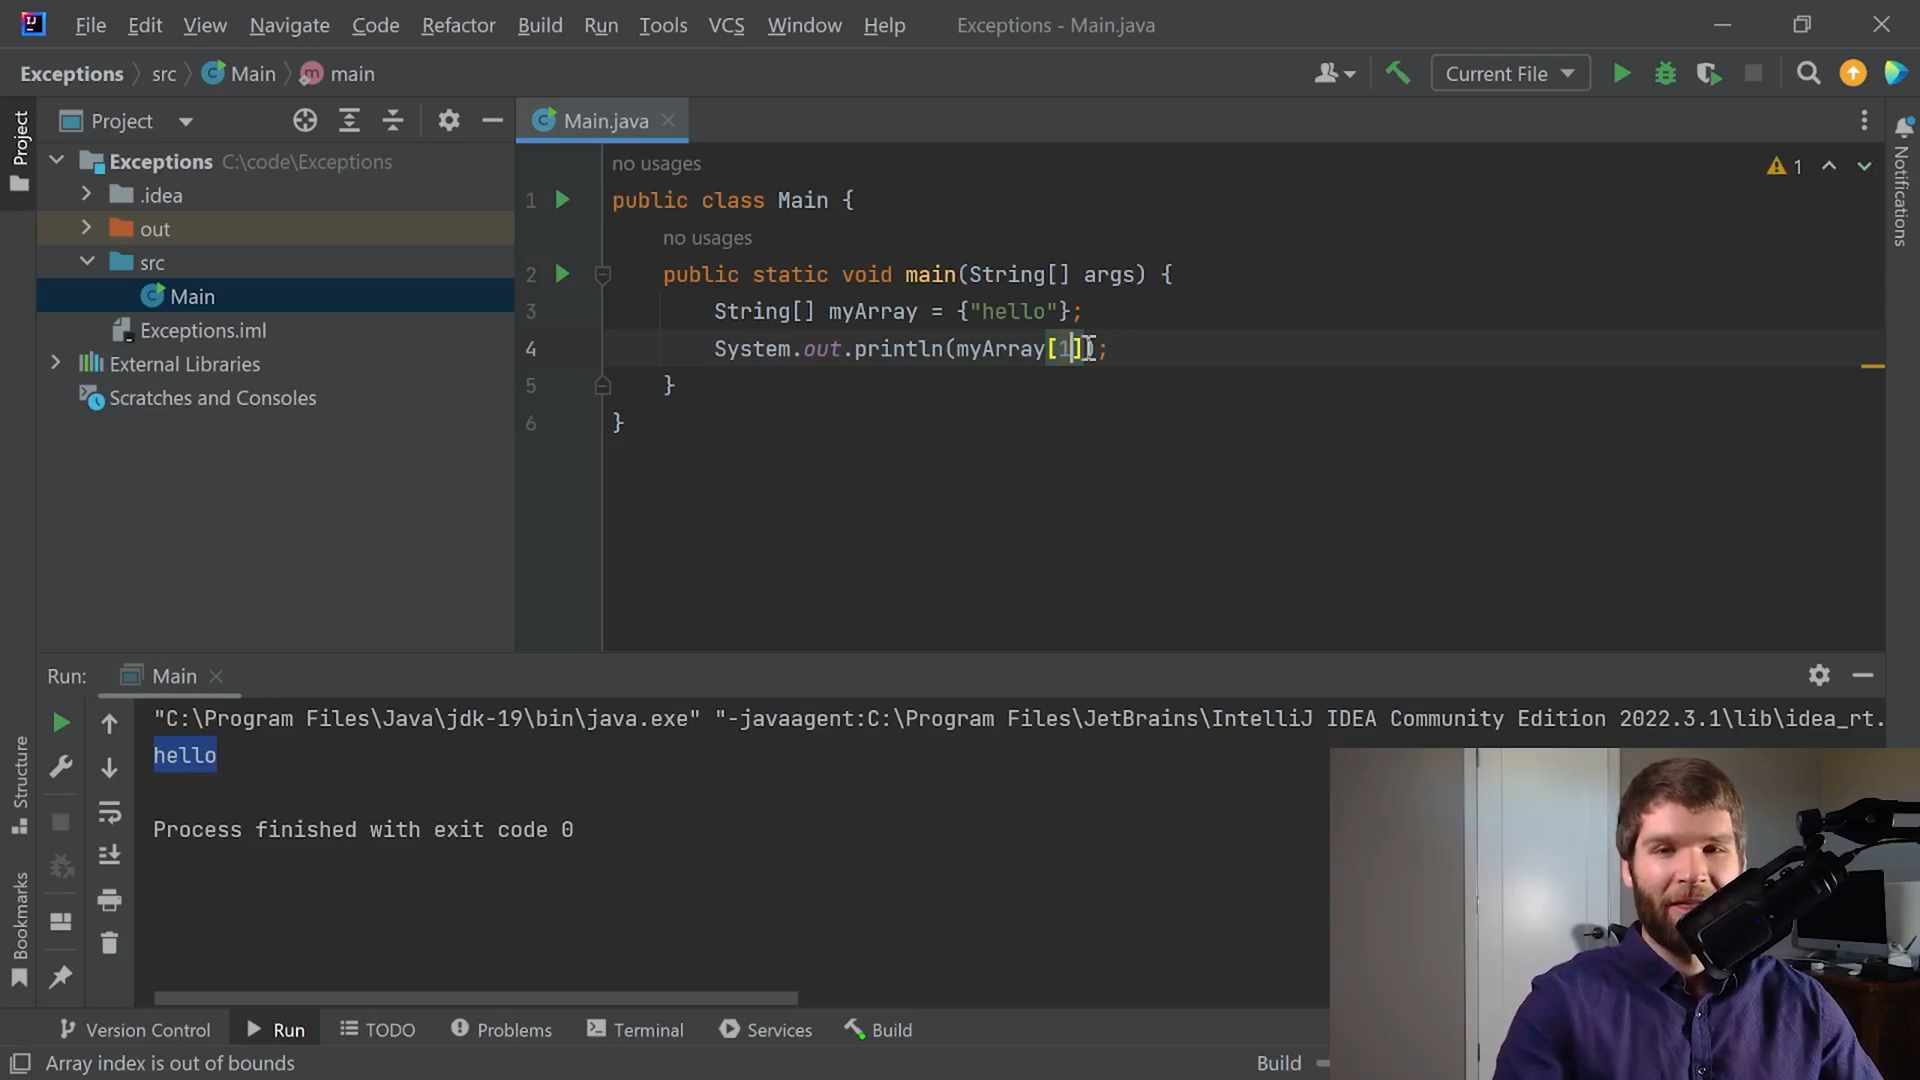 File Edit View Navigate Code Refactor Build Run Tools VCS Window Help Exceptions - Main.java
Exceptions src Main m main Current File
Project Main.java
Project
Exceptions C:\code\Exceptions
.idea
out
src
Main
Exceptions.iml
External Libraries
Scratches and Consoles
no usages
1 public class Main {
no usages
2 public static void main(String[] args) {
3 String[] myArray = {"hello"};
4 System.out.println(myArray[1]);
5 }
6 }
1
Notifications
Run: Main
"C:\Program Files\Java\jdk-19\bin\java.exe" "-javaagent:C:\Program Files\JetBrains\IntelliJ IDEA Community Edition 2022.3.1\lib\idea_rt.
hello
Process finished with exit code 0
Structure
Bookmarks
Version Control Run TODO Problems Terminal Services Build
Array index is out of bounds Build